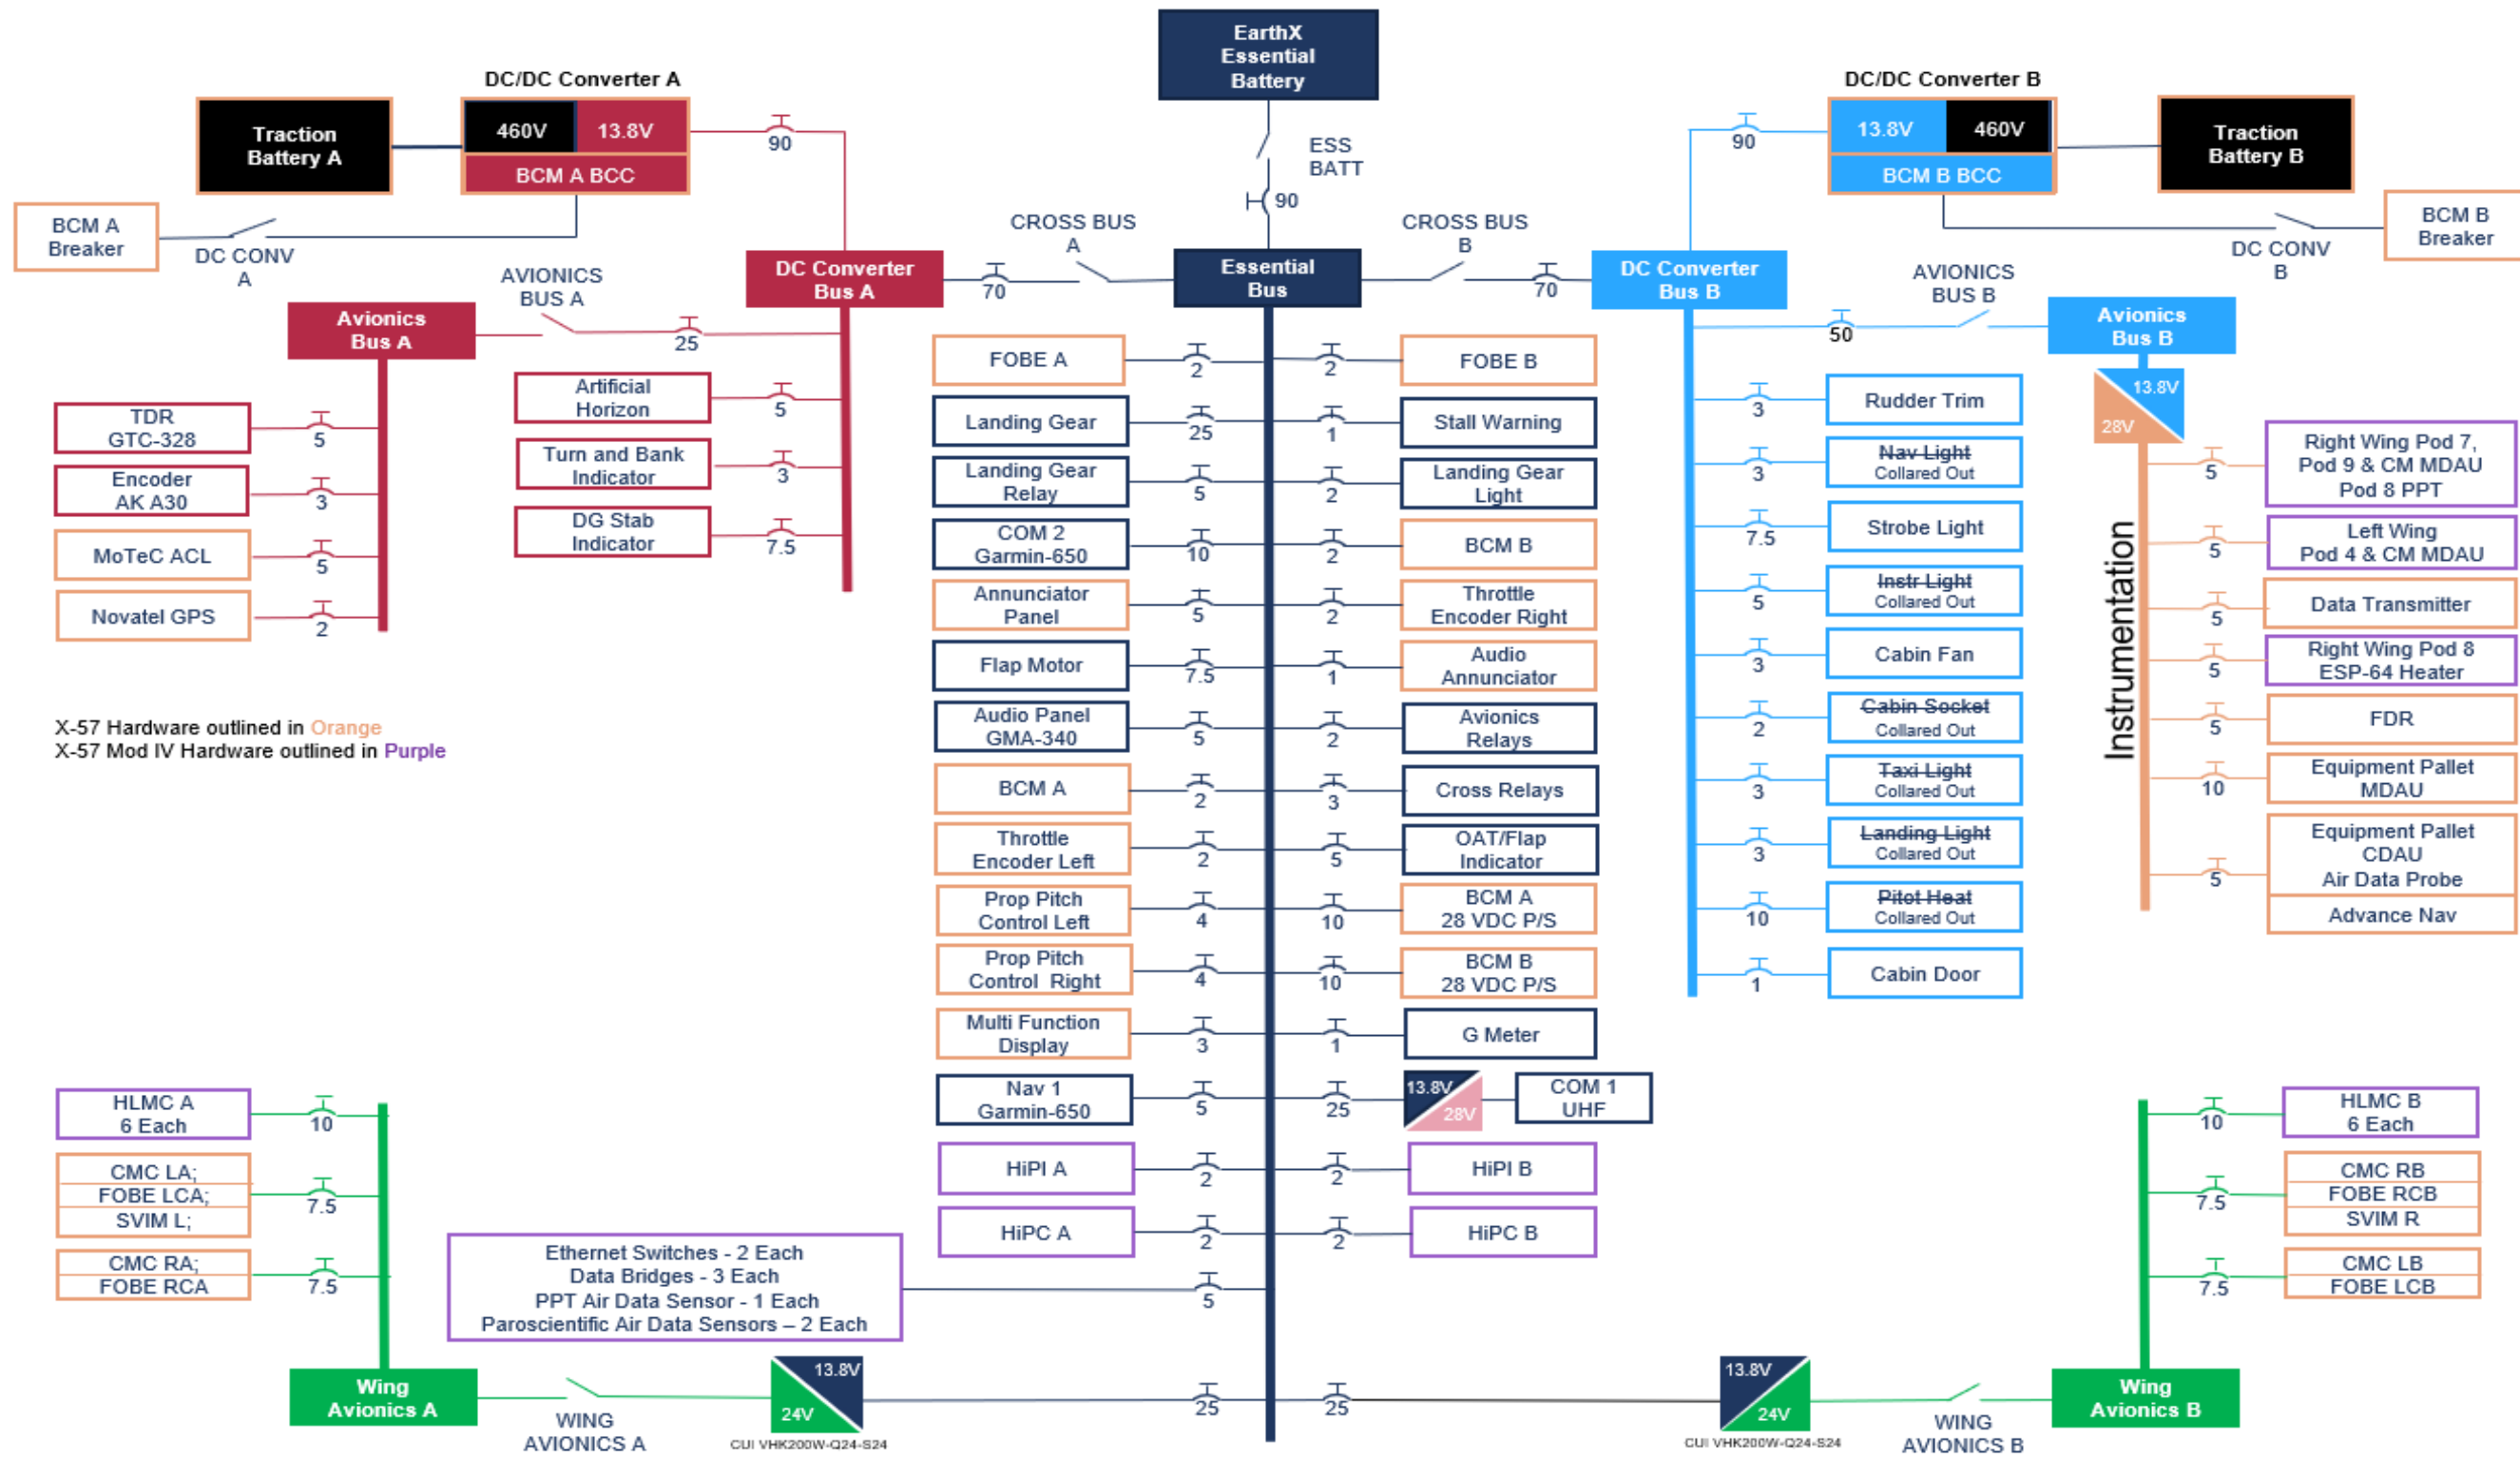 EarthX
Essential
Battery
DC/DC Converter A
DC/DC Converter B
Traction
Battery A
460V
13.8V
BCM A BCC
90
ESS
BATT
90
90
13.8V
460V
BCM B BCC
Traction
Battery B
BCM A
Breaker
DC CONV
A
CROSS BUS
A
CROSS BUS
B
DC CONV
B
BCM B
Breaker
DC Converter
Bus A
70
Essential
Bus
70
DC Converter
Bus B
AVIONICS
BUS A
AVIONICS
BUS B
Avionics
Bus A
25
50
Avionics
Bus B
TDR
GTC-328
5
Encoder
AK A30
3
MoTeC ACL
5
Novatel GPS
2
Artificial
Horizon
5
Turn and Bank
Indicator
3
DG Stab
Indicator
7.5
X-57 Hardware outlined in Orange
X-57 Mod IV Hardware outlined in Purple
FOBE A
2
2
FOBE B
Landing Gear
25
1
Stall Warning
Landing Gear
Relay
5
2
Landing Gear
Light
COM 2
Garmin-650
10
2
BCM B
Annunciator
Panel
5
2
Throttle
Encoder Right
Flap Motor
7.5
1
Audio
Annunciator
Audio Panel
GMA-340
5
2
Avionics
Relays
BCM A
2
3
Cross Relays
Throttle
Encoder Left
2
5
OAT/Flap
Indicator
Prop Pitch
Control Left
4
10
BCM A
28 VDC P/S
Prop Pitch
Control Right
4
10
BCM B
28 VDC P/S
Multi Function
Display
3
1
G Meter
Nav 1
Garmin-650
5
25
13.8V
28V
COM 1
UHF
HiPI A
2
2
HiPI B
HiPC A
2
2
HiPC B
Ethernet Switches - 2 Each
Data Bridges - 3 Each
PPT Air Data Sensor - 1 Each
Paroscientific Air Data Sensors – 2 Each
5
3
Rudder Trim
3
Nav Light
Collared Out
7.5
Strobe Light
5
Instr Light
Collared Out
3
Cabin Fan
2
Cabin Socket
Collared Out
3
Taxi Light
Collared Out
3
Landing Light
Collared Out
10
Pitot Heat
Collared Out
1
Cabin Door
13.8V
28V
Instrumentation
5
Right Wing Pod 7,
Pod 9 & CM MDAU
Pod 8 PPT
5
Left Wing
Pod 4 & CM MDAU
5
Data Transmitter
5
Right Wing Pod 8
ESP-64 Heater
5
FDR
10
Equipment Pallet
MDAU
5
Equipment Pallet
CDAU
Air Data Probe
Advance Nav
HLMC A
6 Each
10
CMC LA;
FOBE LCA;
SVIM L;
7.5
CMC RA;
FOBE RCA
7.5
Wing
Avionics A
WING
AVIONICS A
13.8V
24V
CUI VHK200W-Q24-S24
25
25
13.8V
24V
CUI VHK200W-Q24-S24
WING
AVIONICS B
Wing
Avionics B
10
HLMC B
6 Each
7.5
CMC RB
FOBE RCB
SVIM R
7.5
CMC LB
FOBE LCB